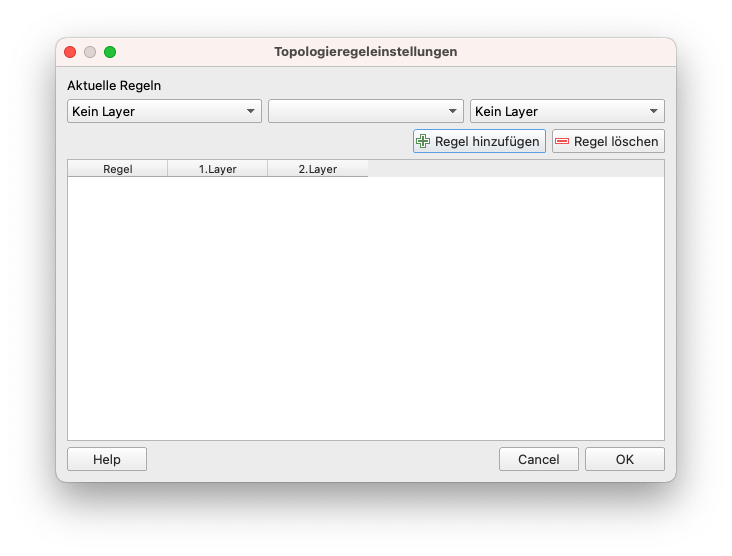 Topologieregeleinstellungen
Aktuelle Regeln
Kein Layer Kein Layer
Regel hinzufügen Regel löschen
Regel 1.Layer 2.Layer
Help Cancel OK